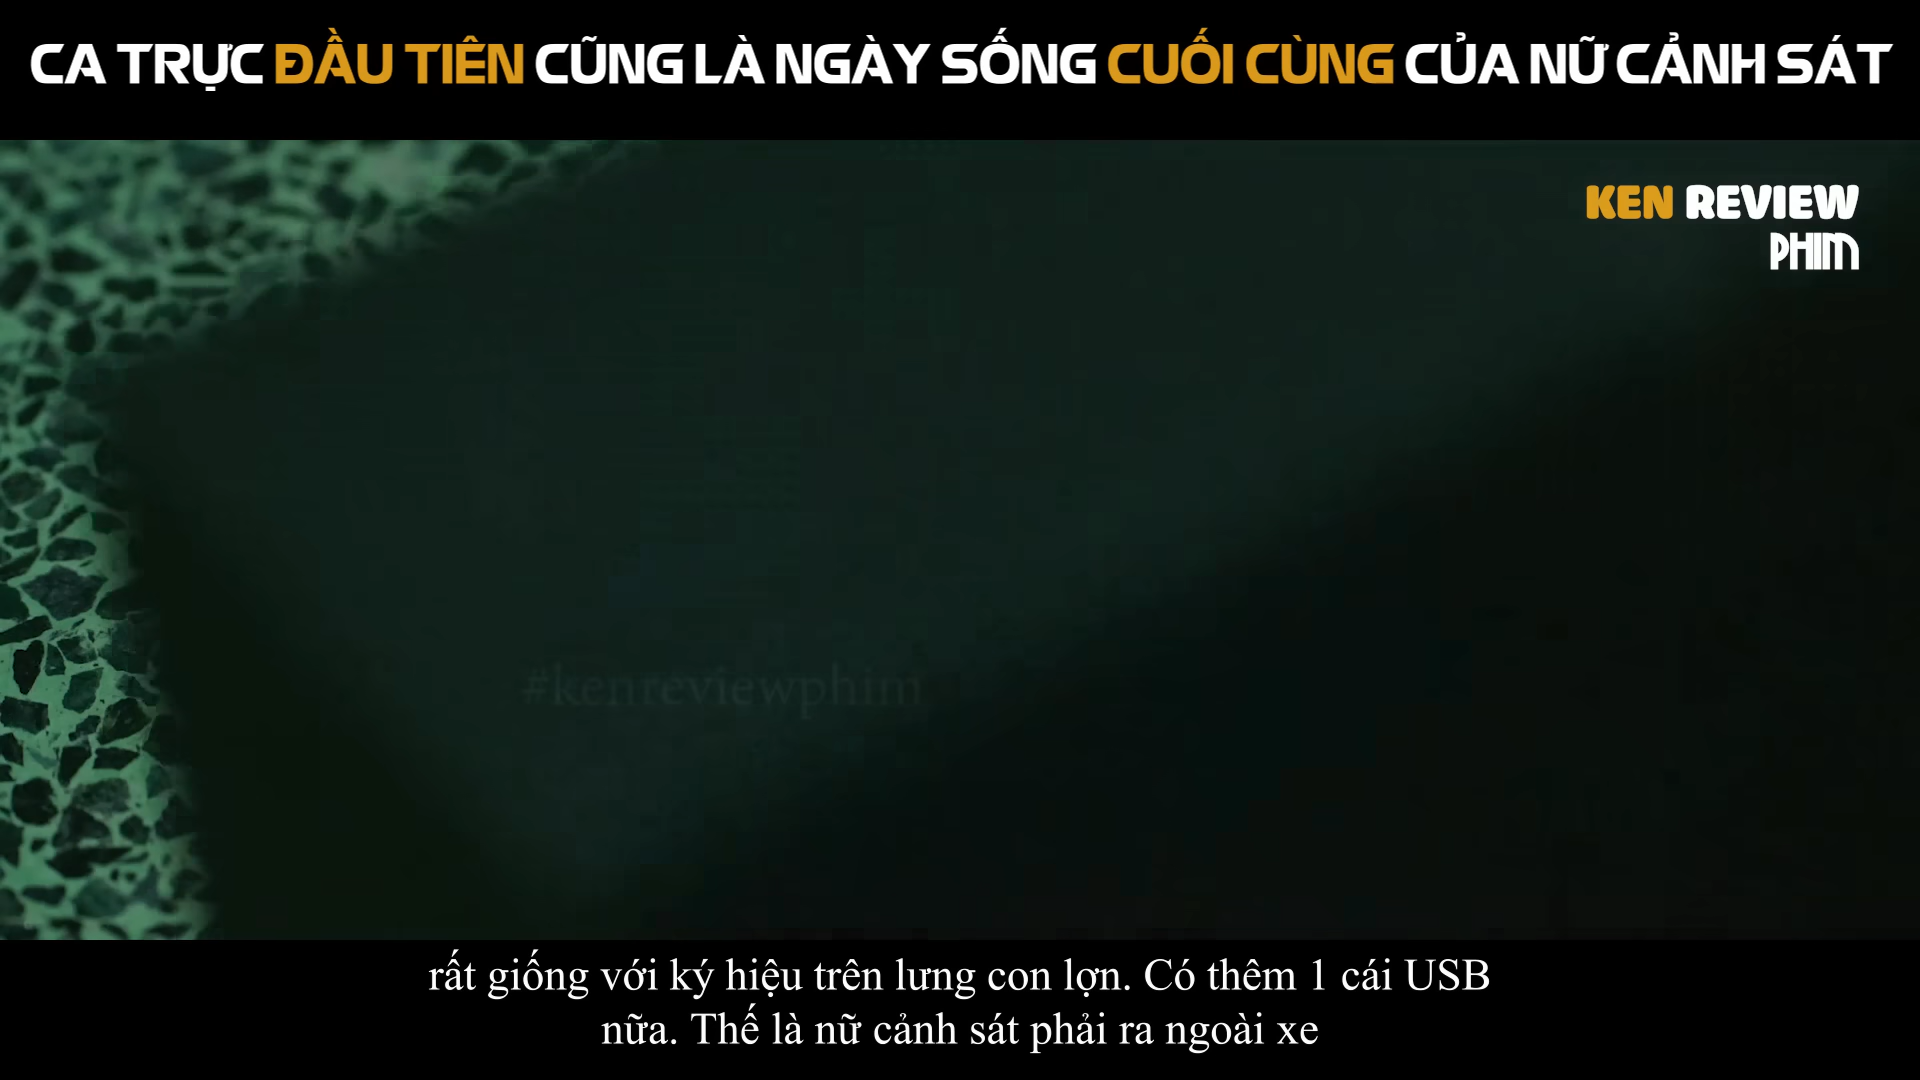 CA TRỰC ĐẦU TIÊN CŨNG LÀ NGÀY SỐNG CUỐI CÙNG CỦA NỮ CẢNH SÁT
KEN REVIEW
PHIM
#kenreviewphim
rất giống với ký hiệu trên lưng con lợn. Có thêm 1 cái USB
nữa. Thế là nữ cảnh sát phải ra ngoài xe